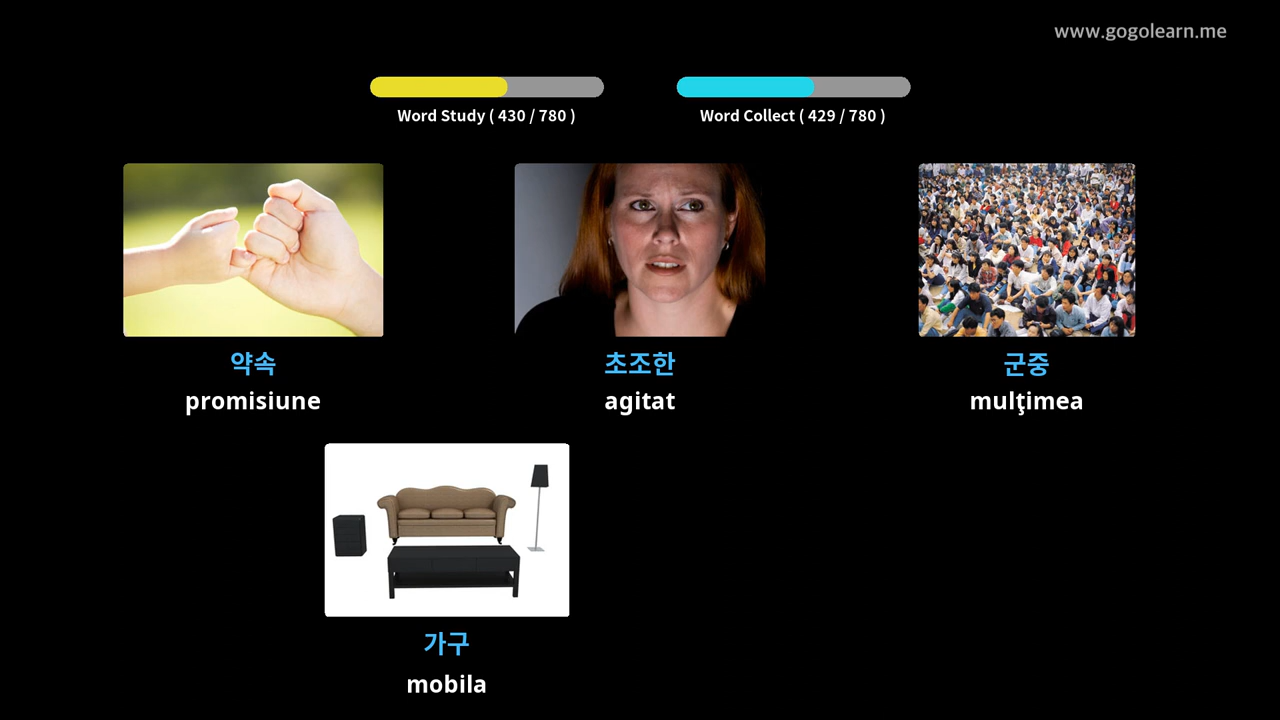 www.gogolearn.me
Word Study ( 430 / 780 )
Word Collect ( 429 / 780 )
약속
promisiune
초조한
agitat
군중
mulţimea
가구
mobila